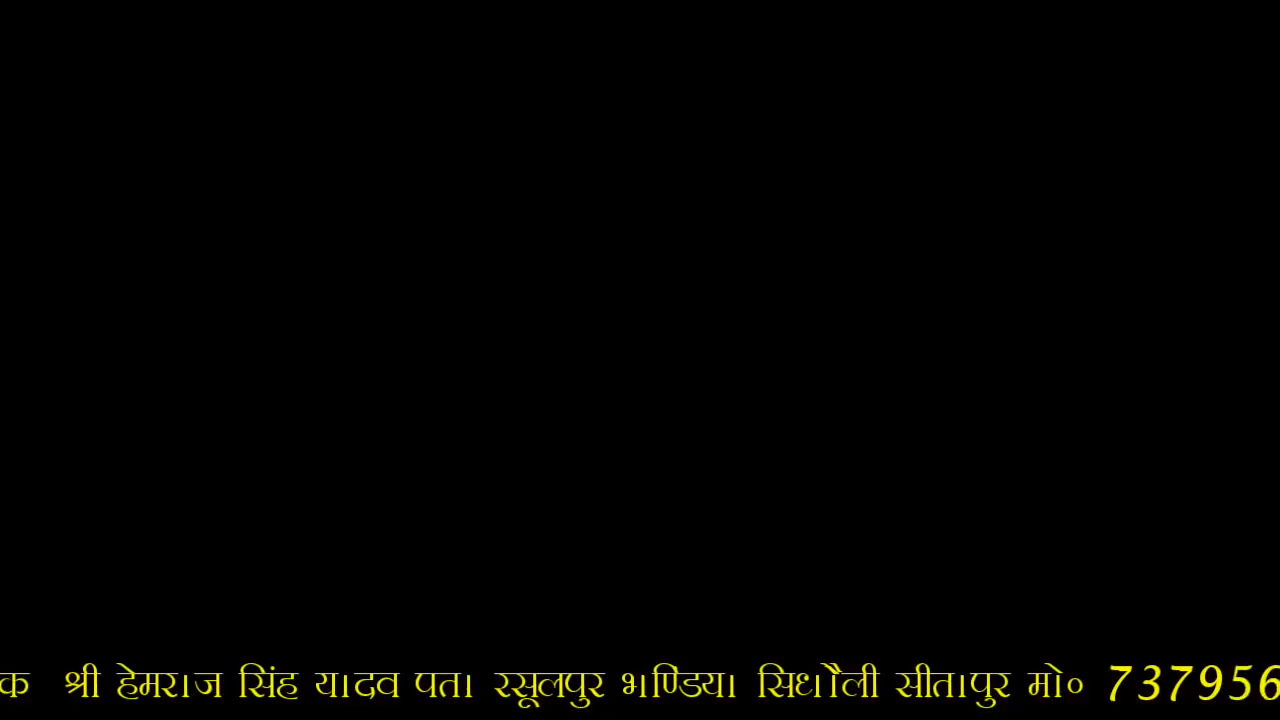 क श्री हेमराज सिंह यादव पता रसूलपुर भण्डिया सिधौली सीतापुर मो० 737956